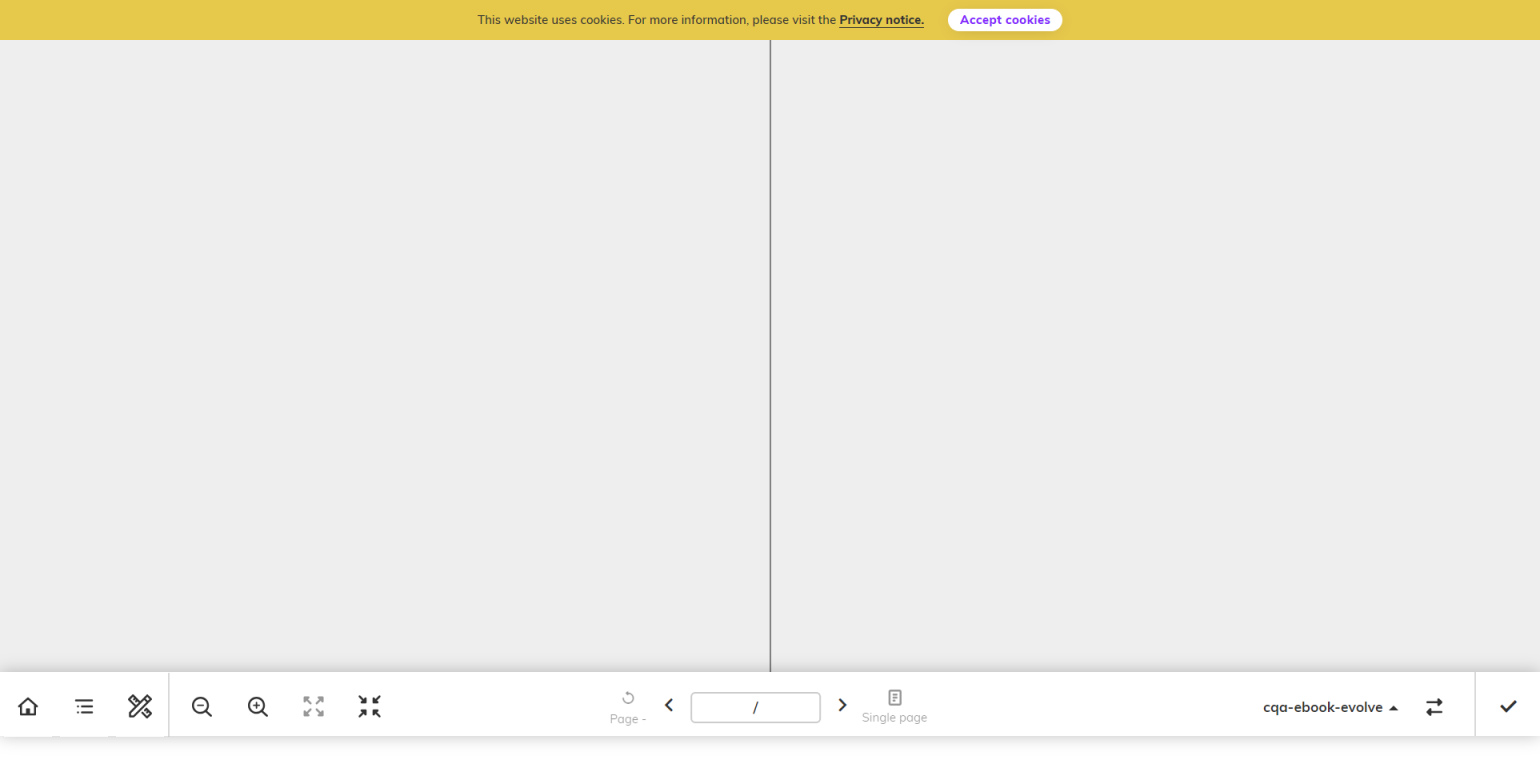 This website uses cookies. For more information, please visit the Privacy notice. Accept cookies
Page -
/
Single page
cqa-ebook-evolve